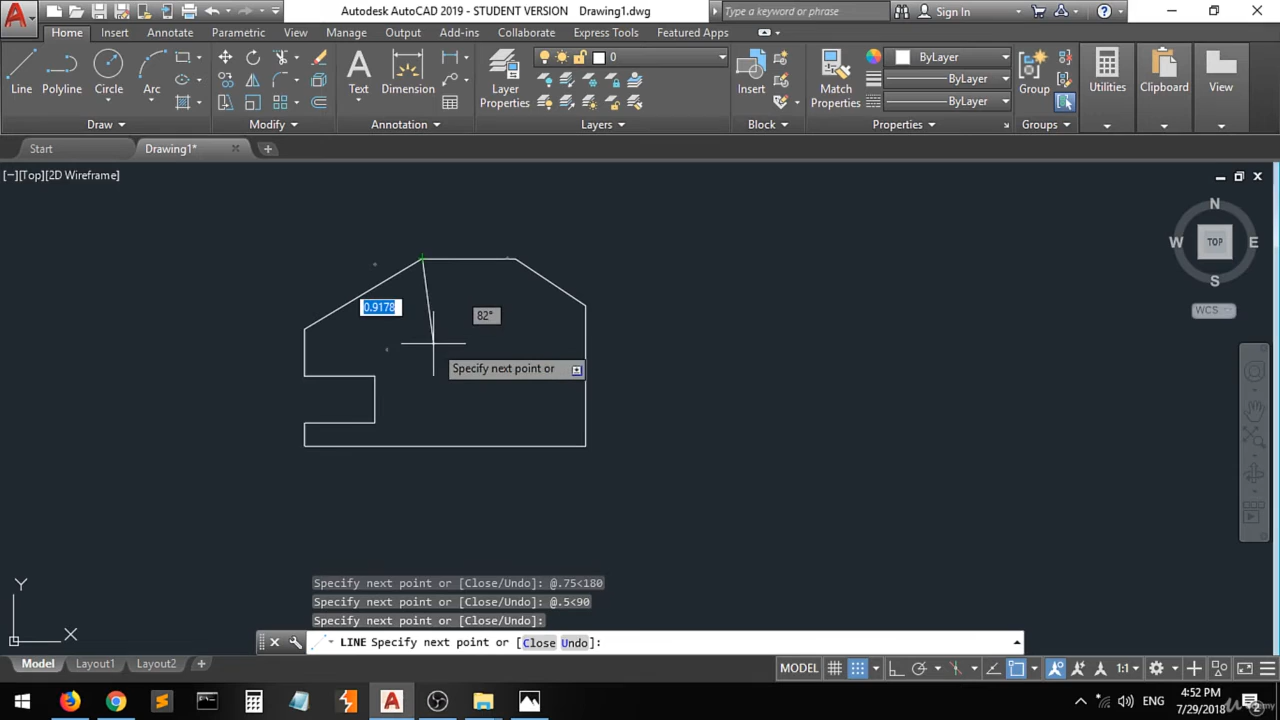 Autodesk AutoCAD 2019 - STUDENT VERSION Drawing1.dwg
Type a keyword or phrase
Sign In
Home Insert Annotate Parametric View Manage Output Add-ins Collaborate Express Tools Featured Apps
Line Polyline Circle Arc
Text Dimension
Layer Properties
0
Insert
Match Properties
ByLayer
ByLayer
ByLayer
Group Utilities Clipboard View
Draw Modify Annotation Layers Block Properties Groups
Start Drawing1*
[−][Top][2D Wireframe]
N
W TOP E
S
WCS
0.9178
82°
Specify next point or
Y
X
Specify next point or [Close/Undo]: @.75<180
Specify next point or [Close/Undo]: @.5<90
Specify next point or [Close/Undo]:
LINE Specify next point or [Close Undo]:
Model Layout1 Layout2
MODEL 1:1
ENG
4:52 PM
7/29/2018
2